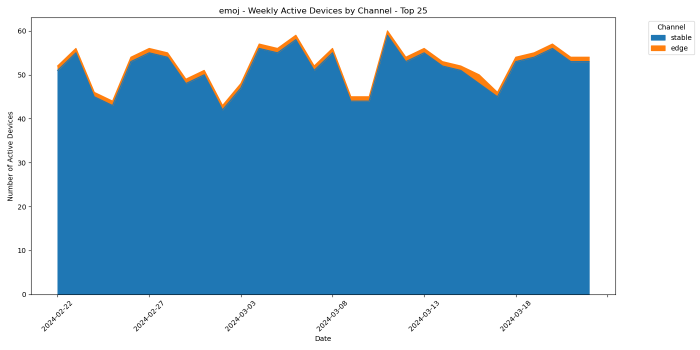 emoj - Weekly Active Devices by Channel - Top 25
Channel
stable
edge
Number of Active Devices
60
50
40
30
20
10
0
2024-02-22
2024-02-27
2024-03-03
2024-03-08
2024-03-13
2024-03-18
Date